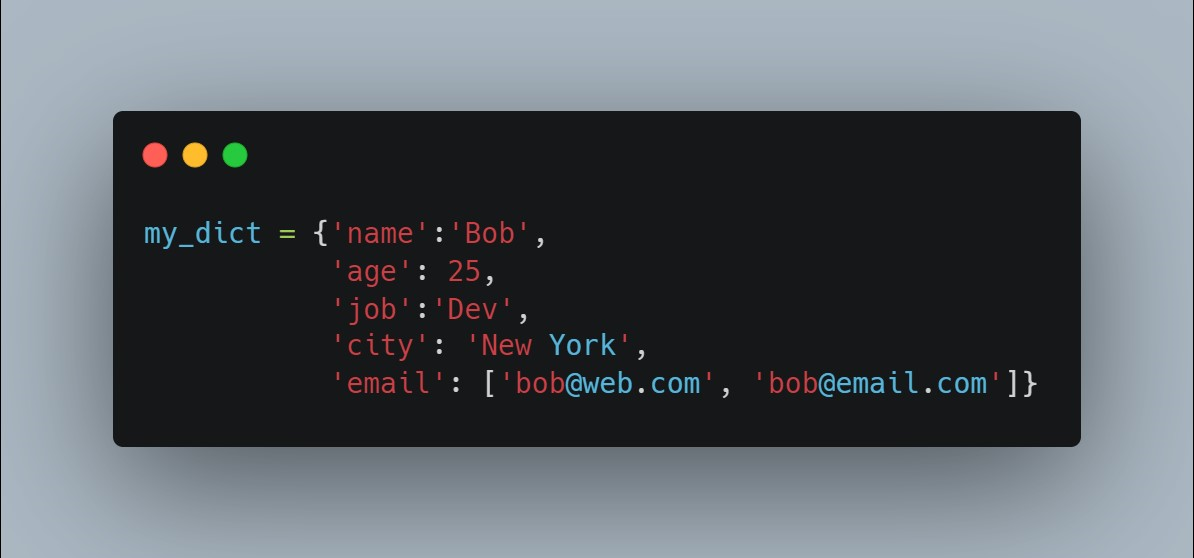 my_dict = {'name':'Bob',
'age': 25,
'job':'Dev',
'city': 'New York',
'email': ['bob@web.com', 'bob@email.com']}